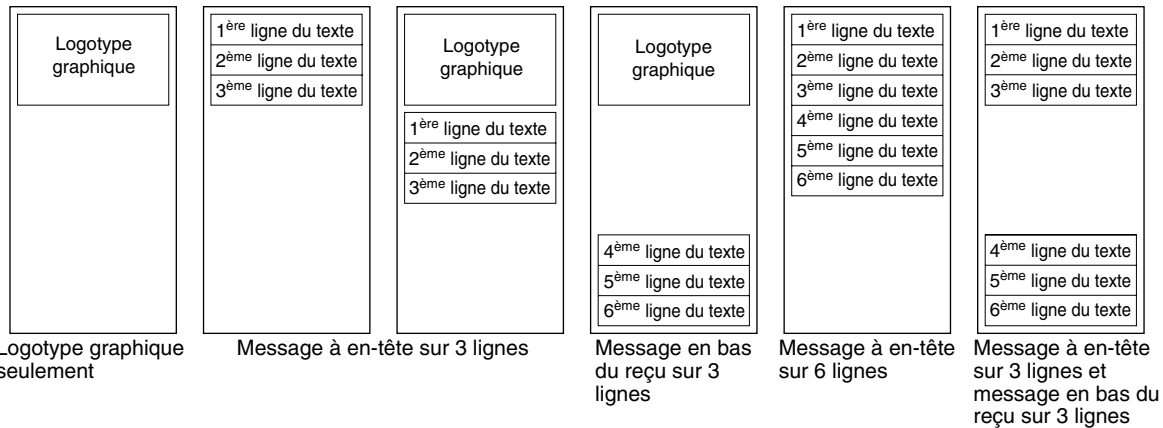 Logotype
graphique
1ère ligne du texte
2ème ligne du texte
3ème ligne du texte
Logotype
graphique
1ère ligne du texte
2ème ligne du texte
3ème ligne du texte
Logotype
graphique
4ème ligne du texte
5ème ligne du texte
6ème ligne du texte
1ère ligne du texte
2ème ligne du texte
3ème ligne du texte
4ème ligne du texte
5ème ligne du texte
6ème ligne du texte
1ère ligne du texte
2ème ligne du texte
3ème ligne du texte
4ème ligne du texte
5ème ligne du texte
6ème ligne du texte
Logotype graphique
seulement
Message à en-tête sur 3 lignes
Message en bas
du reçu sur 3
lignes
Message à en-tête
sur 6 lignes
Message à en-tête
sur 3 lignes et
message en bas du
reçu sur 3 lignes